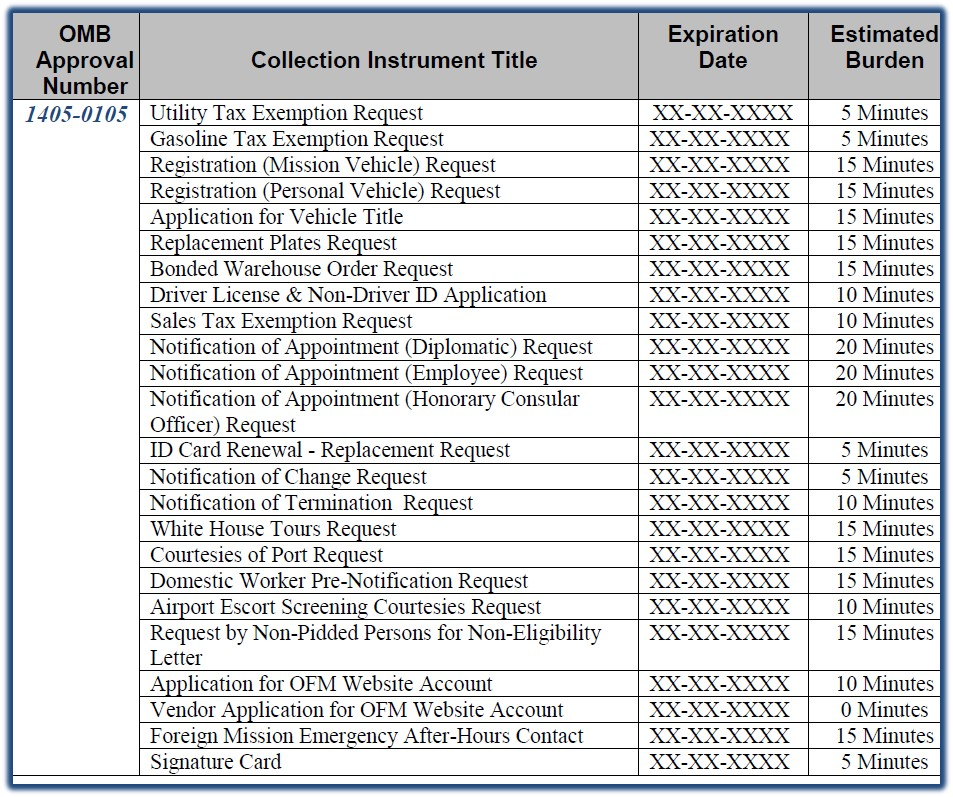 OMB Approval Number | Collection Instrument Title | Expiration Date | Estimated Burden
1405-0105 | Utility Tax Exemption Request | XX-XX-XXXX | 5 Minutes
Gasoline Tax Exemption Request | XX-XX-XXXX | 5 Minutes
Registration (Mission Vehicle) Request | XX-XX-XXXX | 15 Minutes
Registration (Personal Vehicle) Request | XX-XX-XXXX | 15 Minutes
Application for Vehicle Title | XX-XX-XXXX | 15 Minutes
Replacement Plates Request | XX-XX-XXXX | 15 Minutes
Bonded Warehouse Order Request | XX-XX-XXXX | 15 Minutes
Driver License & Non-Driver ID Application | XX-XX-XXXX | 10 Minutes
Sales Tax Exemption Request | XX-XX-XXXX | 10 Minutes
Notification of Appointment (Diplomatic) Request | XX-XX-XXXX | 20 Minutes
Notification of Appointment (Employee) Request | XX-XX-XXXX | 20 Minutes
Notification of Appointment (Honorary Consular | XX-XX-XXXX | 20 Minutes
Officer) Request
ID Card Renewal - Replacement Request | XX-XX-XXXX | 5 Minutes
Notification of Change Request | XX-XX-XXXX | 5 Minutes
Notification of Termination  Request | XX-XX-XXXX | 10 Minutes
White House Tours Request | XX-XX-XXXX | 15 Minutes
Courtesies of Port Request | XX-XX-XXXX | 15 Minutes
Domestic Worker Pre-Notification Request | XX-XX-XXXX | 15 Minutes
Airport Escort Screening Courtesies Request | XX-XX-XXXX | 10 Minutes
Request by Non-Pidded Persons for Non-Eligibility | XX-XX-XXXX | 15 Minutes
Letter
Application for OFM Website Account | XX-XX-XXXX | 10 Minutes
Vendor Application for OFM Website Account | XX-XX-XXXX | 0 Minutes
Foreign Mission Emergency After-Hours Contact | XX-XX-XXXX | 15 Minutes
Signature Card | XX-XX-XXXX | 5 Minutes